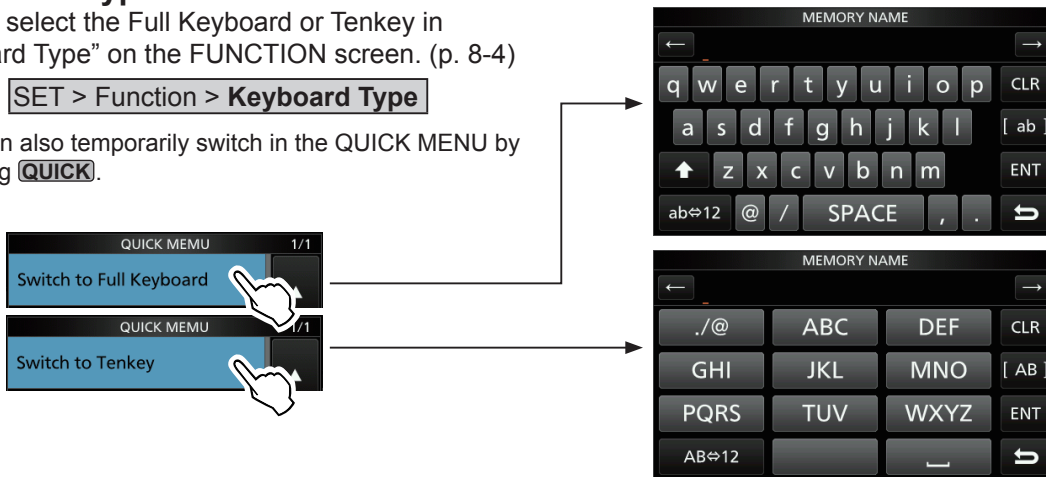 select the Full Keyboard or Tenkey in
Type” on the FUNCTION screen. (p. 8-4)
SET > Function > Keyboard Type
also temporarily switch in the QUICK MENU by
QUICK.
QUICK MEMU 1/1
Switch to Full Keyboard
QUICK MEMU /1
Switch to Tenkey
MEMORY NAME
← →
q w e r t y u i o p CLR
a s d f g h j k l [ ab ]
z x c v b n m ENT
ab⇔12 @ / SPACE , .
MEMORY NAME
← →
./@ ABC DEF CLR
GHI JKL MNO [ AB ]
PQRS TUV WXYZ ENT
AB⇔12